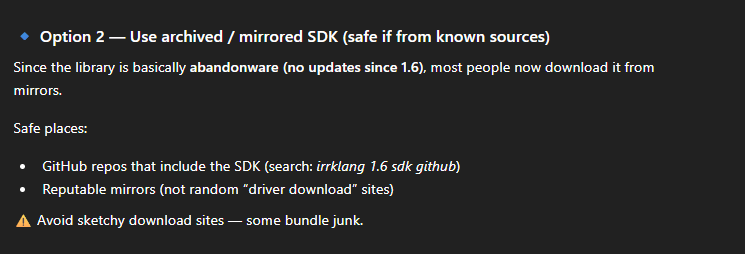 🔹 Option 2 — Use archived / mirrored SDK (safe if from known sources)
Since the library is basically abandonware (no updates since 1.6), most people now download it from
mirrors.
Safe places:
• GitHub repos that include the SDK (search: irrklang 1.6 sdk github)
• Reputable mirrors (not random “driver download” sites)
⚠️ Avoid sketchy download sites — some bundle junk.